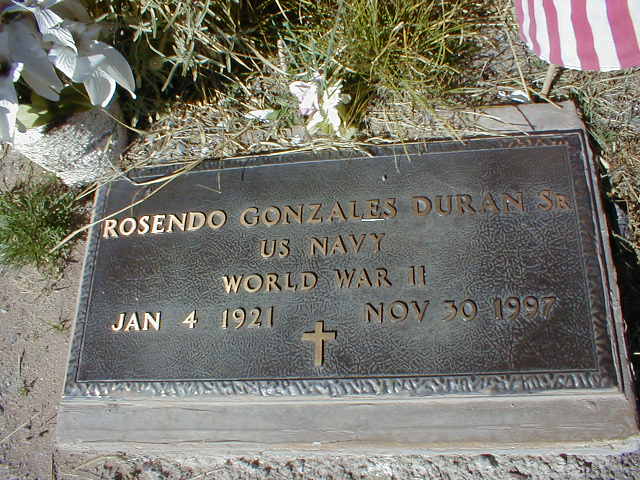 ROSENDO GONZALES DURAN SR
US NAVY
WORLD WAR II
JAN 4 1921 NOV 30 1997